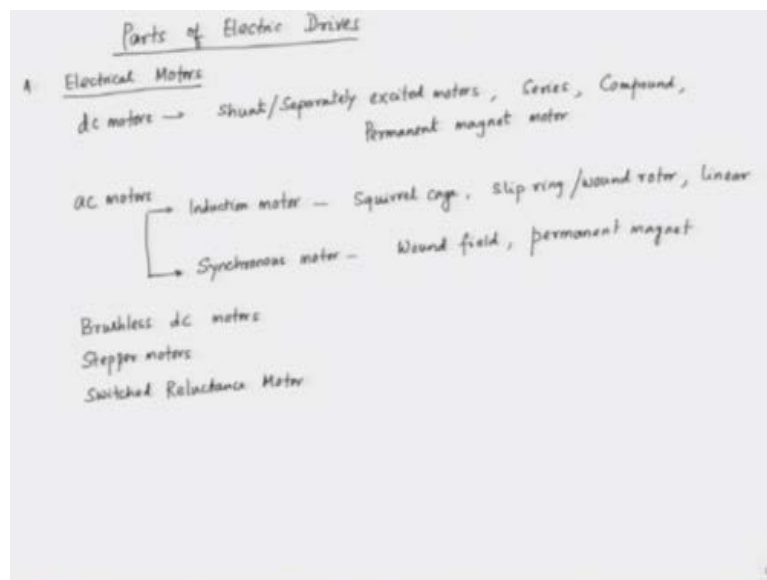 Parts of Electric Drives
1. Electrical Motors
dc motors → Shunt/Separately excited motors, Series, Compound,
Permanent magnet motor
ac motors
→ Induction motor – Squirrel cage, Slip ring/wound rotor, linear
→ Synchronous motor – Wound field, permanent magnet
Brushless dc motors
Stepper motors
Switched Reluctance Motor